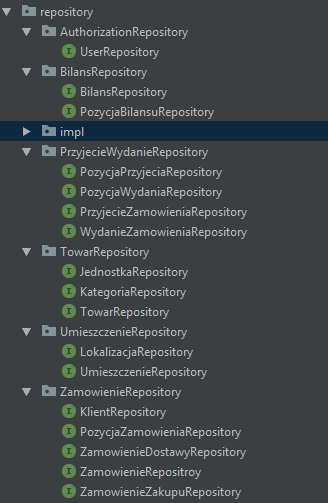 repository
AuthorizationRepository
I UserRepository
BilansRepository
I BilansRepository
I PozycjaBilansuRepository
impl
PrzyjecieWydanieRepository
I PozycjaPrzyjeciaRepository
I PozycjaWydaniaRepository
I PrzyjecieZamowieniaRepository
I WydanieZamowieniaRepository
TowarRepository
I JednostkaRepository
I KategoriaRepository
I TowarRepository
UmieszczenieRepository
I LokalizacjaRepository
I UmieszczenieRepository
ZamowienieRepository
I KlientRepository
I PozycjaZamowieniaRepository
I ZamowienieDostawyRepository
I ZamowienieRepositroy
I ZamowienieZakupuRepository